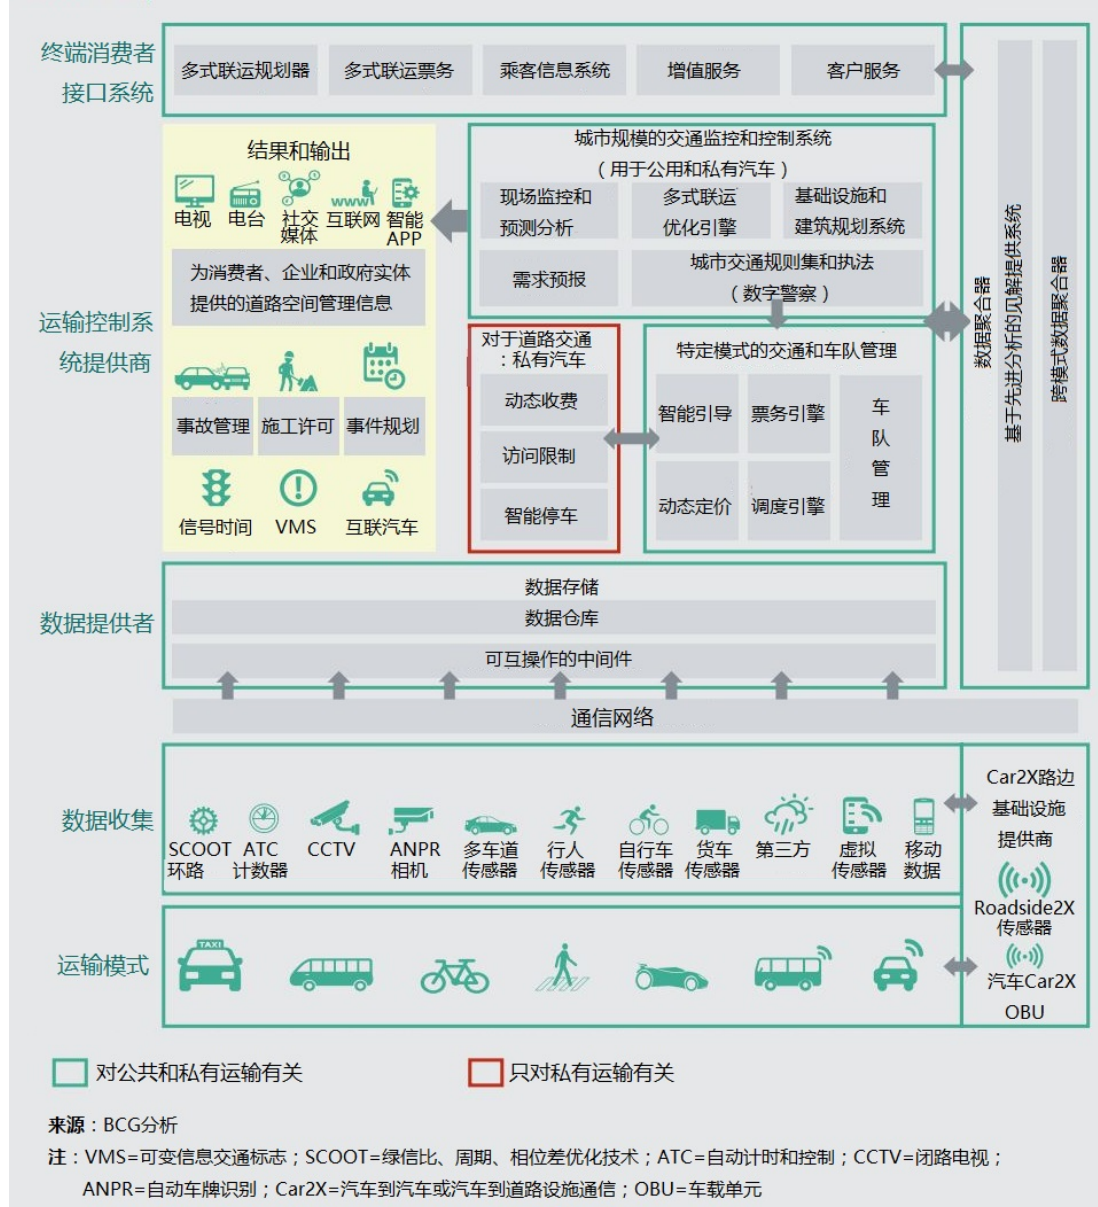 终端消费者
接口系统
多式联运规划器
多式联运票务
乘客信息系统
增值服务
客户服务
结果和输出
电视
电台
社交
媒体
www
互联网
智能
APP
为消费者、企业和政府实体
提供的道路空间管理信息
事故管理
施工许可
事件规划
信号时间
VMS
互联汽车
运输控制系
统提供商
城市规模的交通监控和控制系统
（用于公用和私有汽车）
现场监控和
预测分析
多式联运
优化引擎
基础设施和
建筑规划系统
需求预报
城市交通规则集和执法
（数字警察）
对于道路交通
：私有汽车
动态收费
访问限制
智能停车
特定模式的交通和车队管理
智能引导
票务引擎
动态定价
调度引擎
车
队
管
理
数据聚合器
基于先进分析的见解提供系统
跨模式数据聚合器
数据提供者
数据存储
数据仓库
可互操作的中间件
通信网络
数据收集
SCOOT
环路
ATC
计数器
CCTV
ANPR
相机
多车道
传感器
行人
传感器
自行车
传感器
货车
传感器
第三方
虚拟
传感器
移动
数据
Car2X路边
基础设施
提供商
Roadside2X
传感器
汽车Car2X
OBU
运输模式
TAXI
对公共和私有运输有关
只对私有运输有关
来源：BCG分析
注：VMS=可变信息交通标志；SCOOT=绿信比、周期、相位差优化技术；ATC=自动计时和控制；CCTV=闭路电视；
ANPR=自动车牌识别；Car2X=汽车到汽车或汽车到道路设施通信；OBU=车载单元